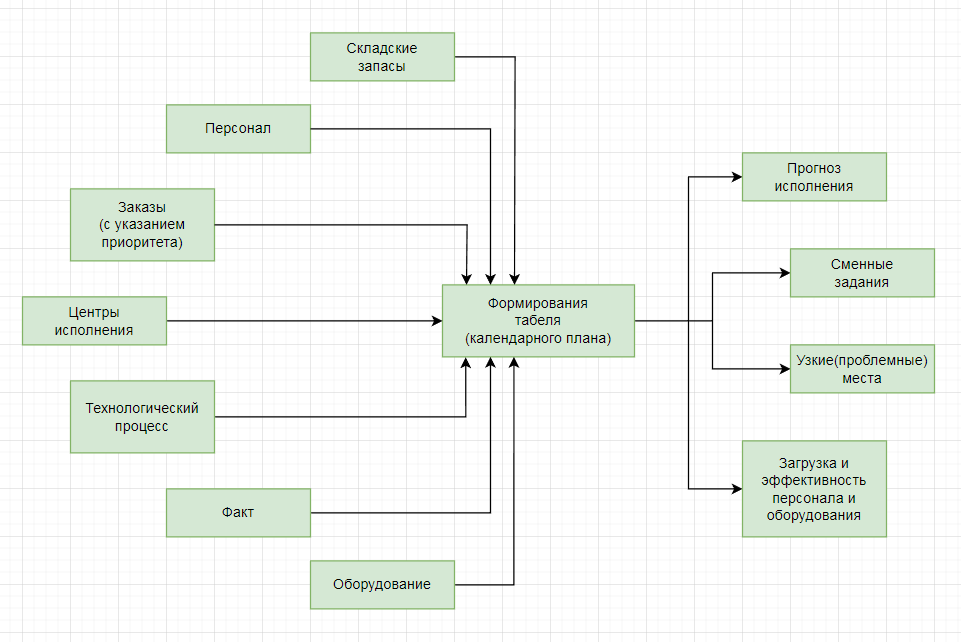 Складские
запасы
Персонал
Заказы
(с указанием
приоритета)
Центры
исполнения
Технологический
процесс
Факт
Оборудование
Формирования
табеля
(календарного плана)
Прогноз
исполнения
Сменные
задания
Узкие(проблемные)
места
Загрузка и
эффективность
персонала и
оборудования